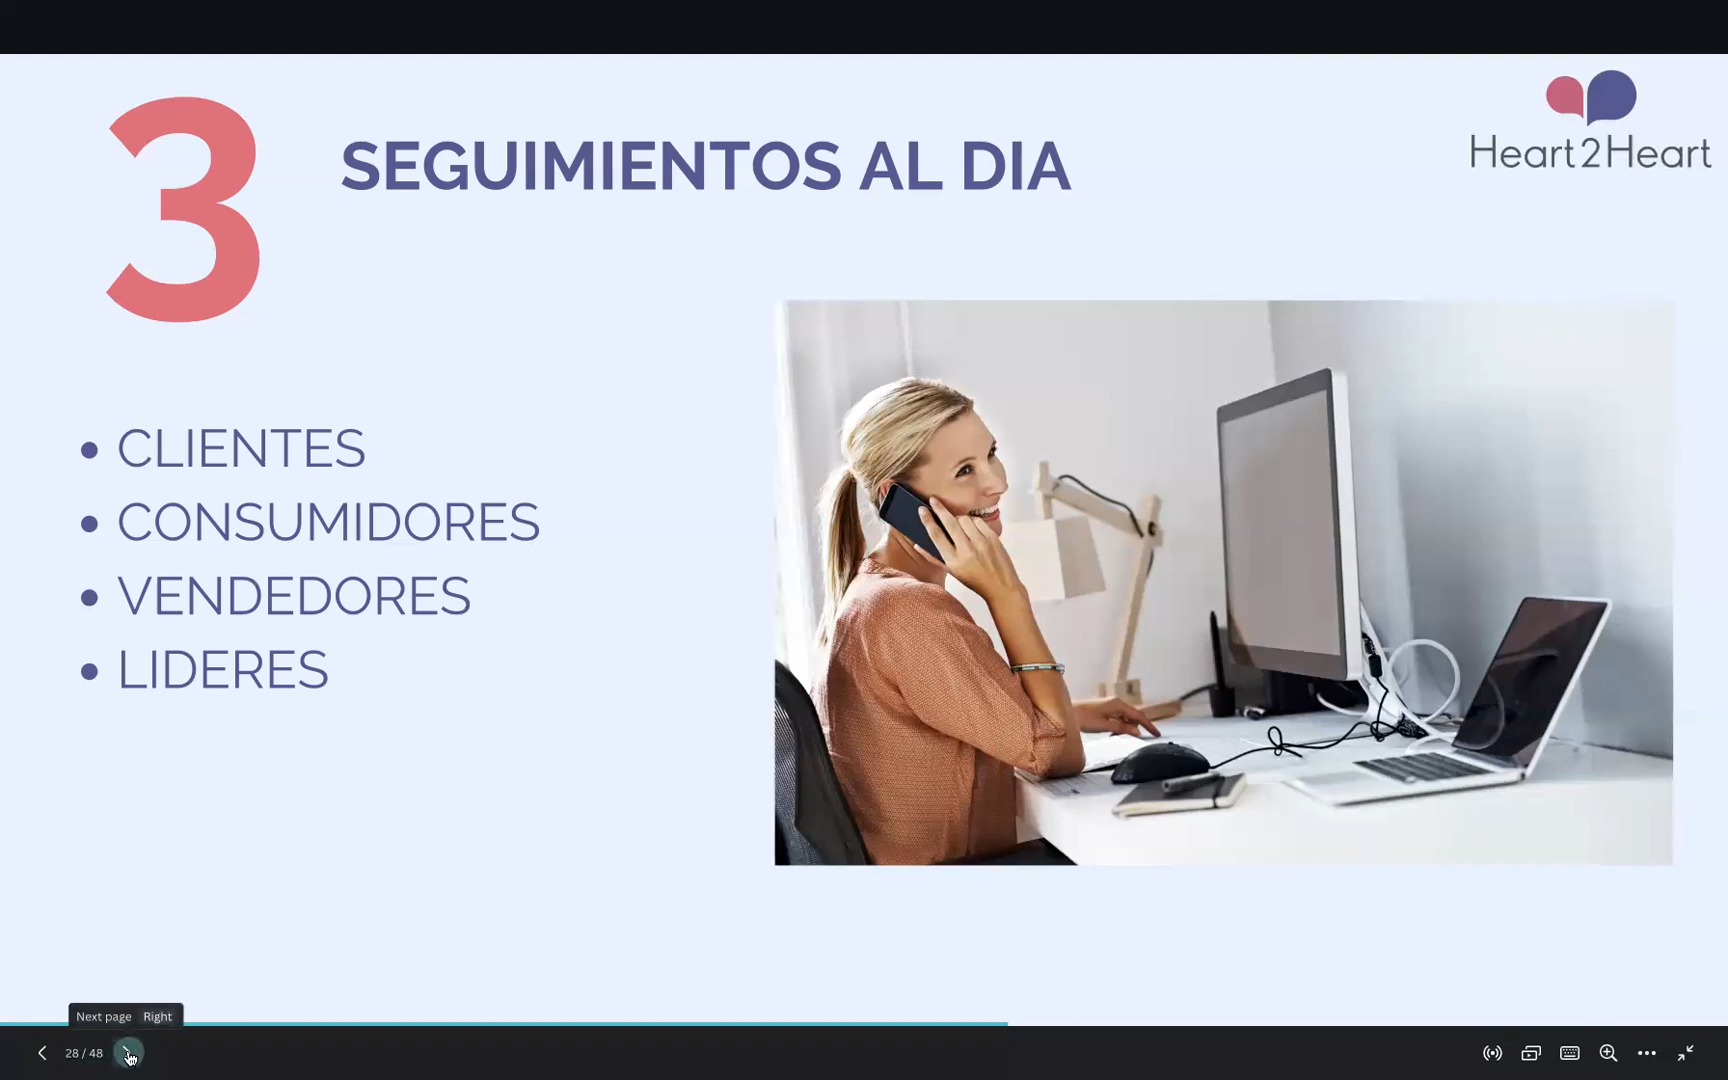 3
SEGUIMIENTOS AL DIA
Heart2Heart
CLIENTES
CONSUMIDORES
VENDEDORES
LIDERES
Next page Right
28 / 48